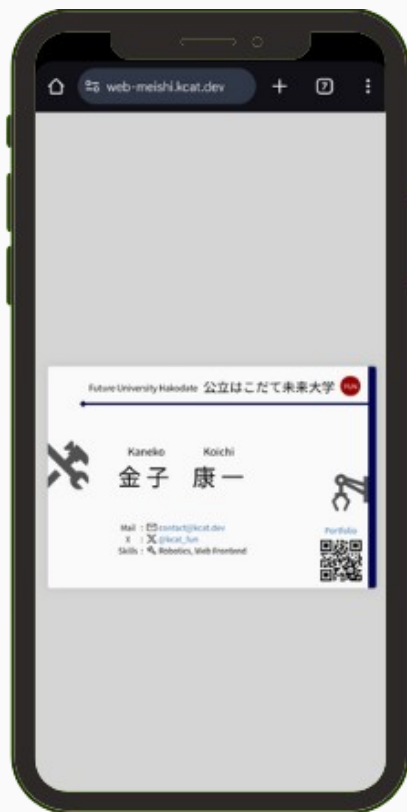 web-meishi.kcat.dev
7
Future University Hakodate 公立はこだて未来大学 FUN
Kaneko Koichi
金子 康一
Mail : contact@kcat.dev
X : @kcat_fun
Skills : Robotics, Web Frontend
Portfolio